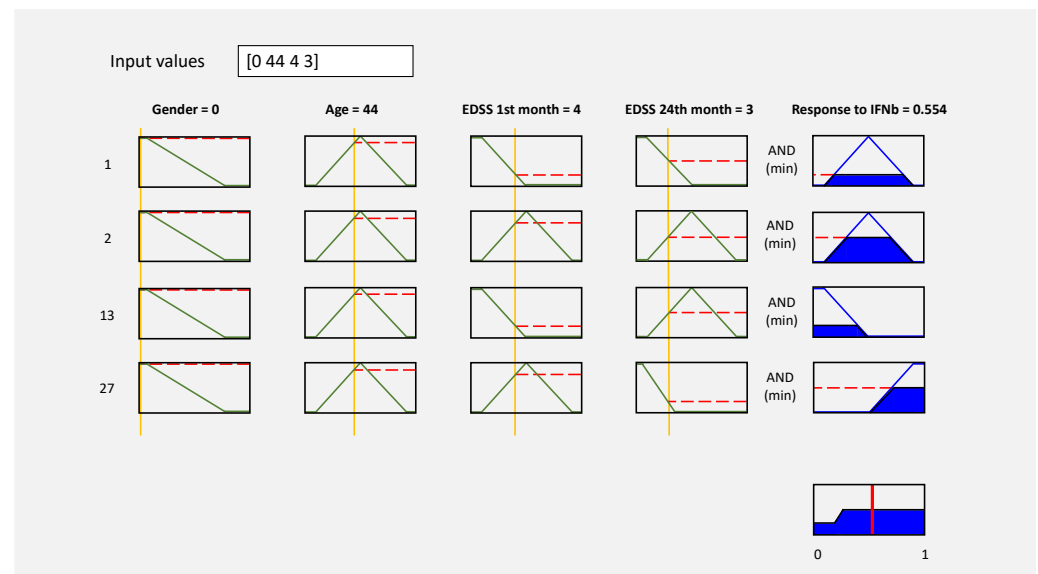 Input values [0 44 4 3]
Gender = 0 Age = 44 EDSS 1st month = 4 EDSS 24th month = 3 Response to IFNb = 0.554
1 AND
(min)
2 AND
(min)
13 AND
(min)
27 AND
(min)
0 1